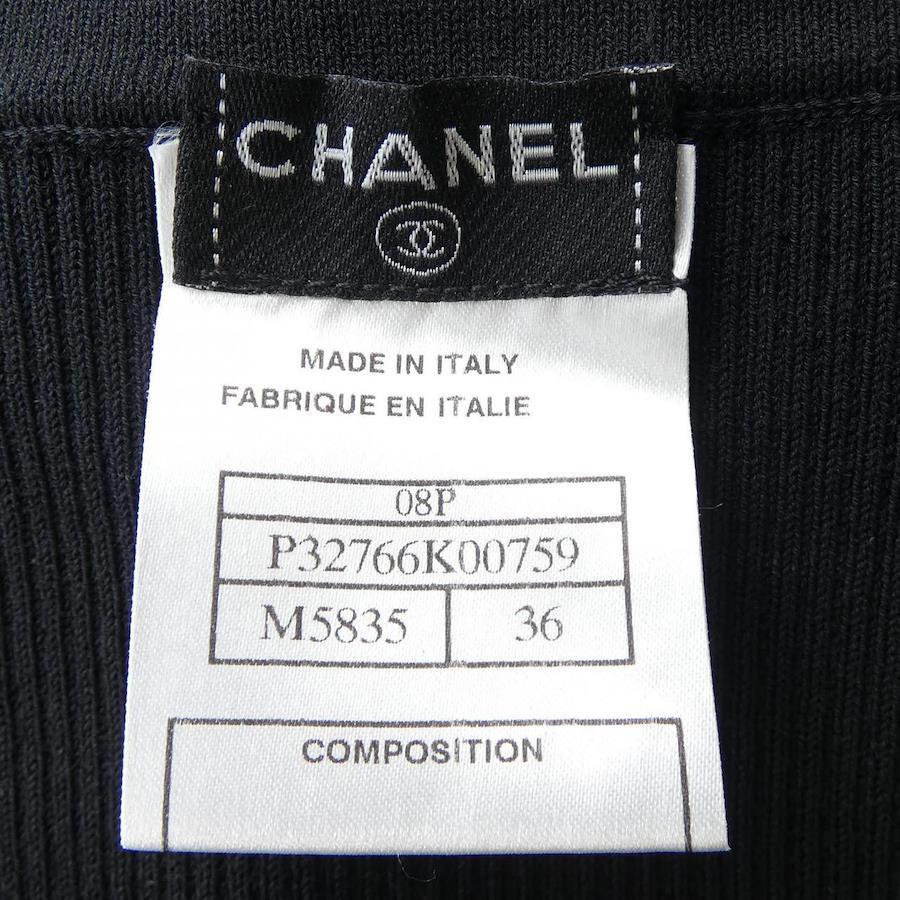 CHANEL
MADE IN ITALY
FABRIQUE EN ITALIE
08P
P32766K00759
M5835 36
COMPOSITION